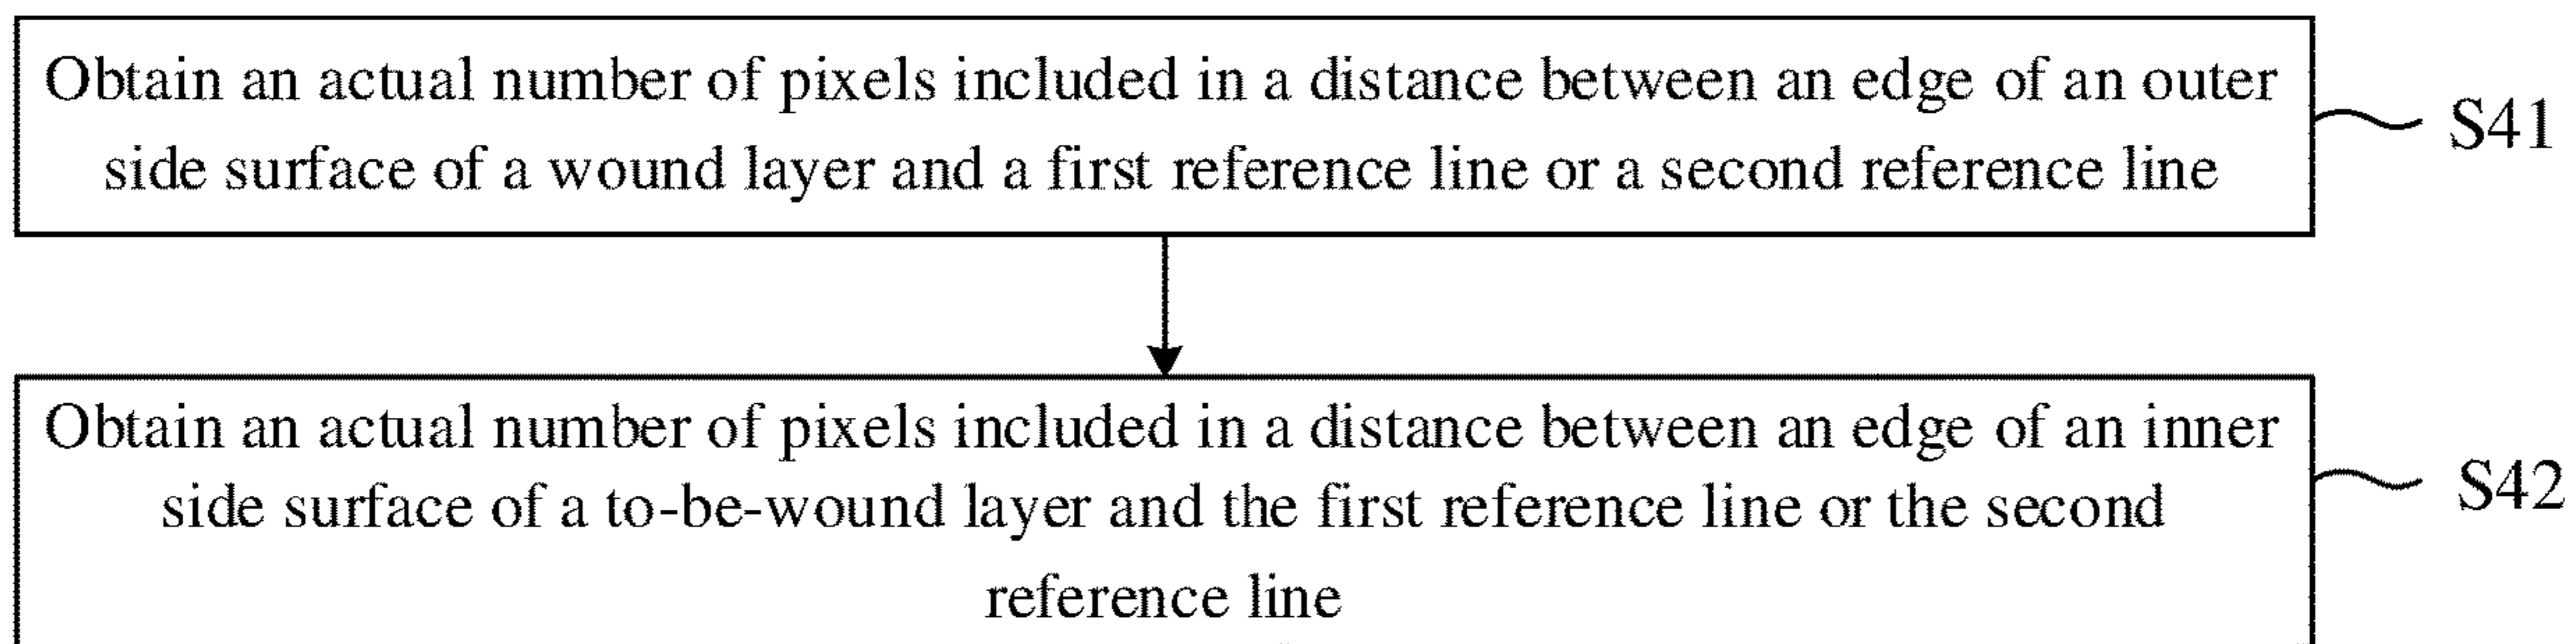 Obtain an actual number of pixels included in a distance between an edge of an outer
side surface of a wound layer and a first reference line or a second reference line
S41
Obtain an actual number of pixels included in a distance between an edge of an inner
side surface of a to-be-wound layer and the first reference line or the second
reference line
S42